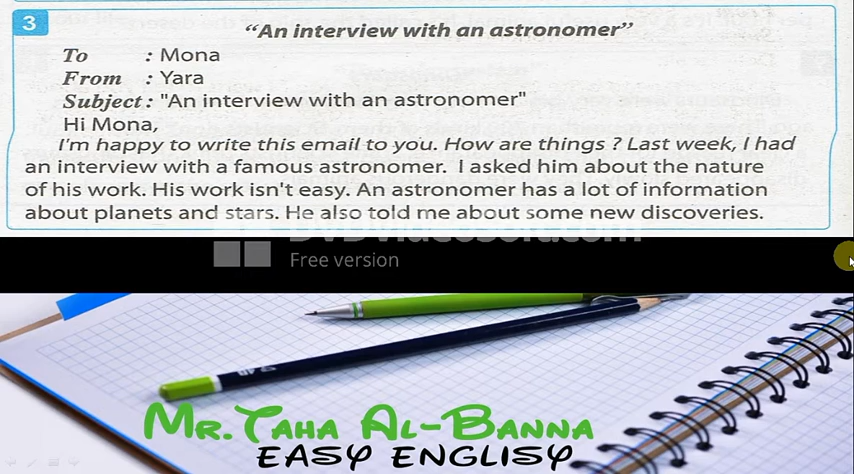 3
"An interview with an astronomer"
To : Mona
From : Yara
Subject : "An interview with an astronomer"
Hi Mona,
I'm happy to write this email to you. How are things ? Last week, I had
an interview with a famous astronomer. I asked him about the nature
of his work. His work isn't easy. An astronomer has a lot of information
about planets and stars. He also told me about some new discoveries.
DVDVideoSoft.com
Free version
MR.TAHA AL-BANNA
EASY ENGLISY